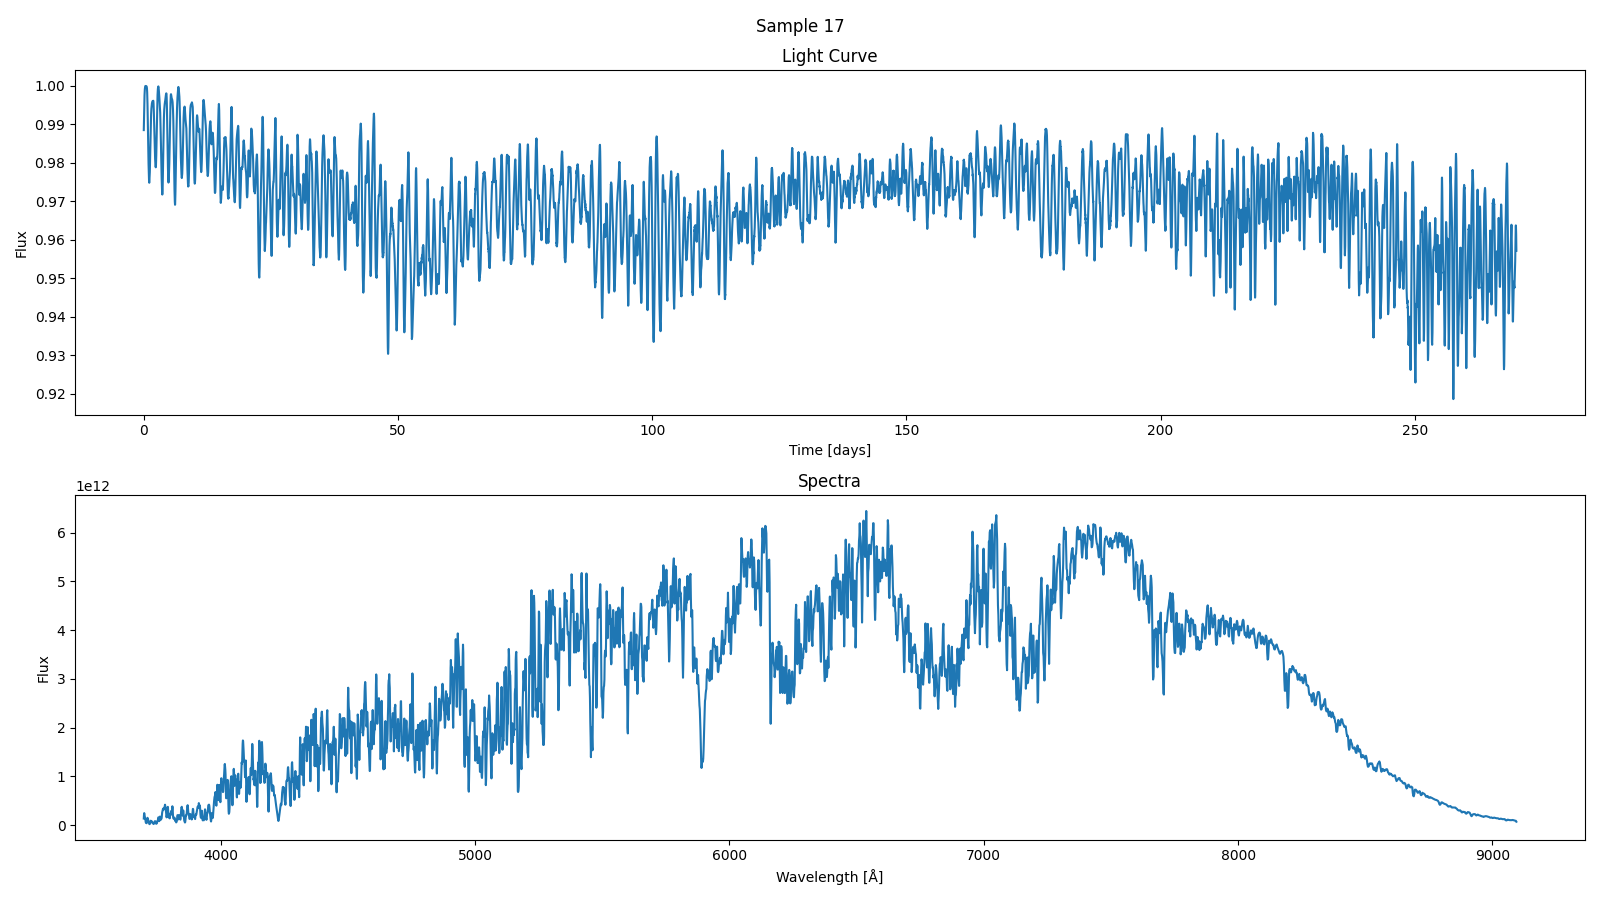 Sample 17
Light Curve
1.00
0.99
0.98
0.97
0.96
0.95
0.94
0.93
0.92
Flux
0 50 100 150 200 250
Time [days]
Spectra
1e12
6
5
4
3
2
1
0
Flux
4000 5000 6000 7000 8000 9000
Wavelength [Å]